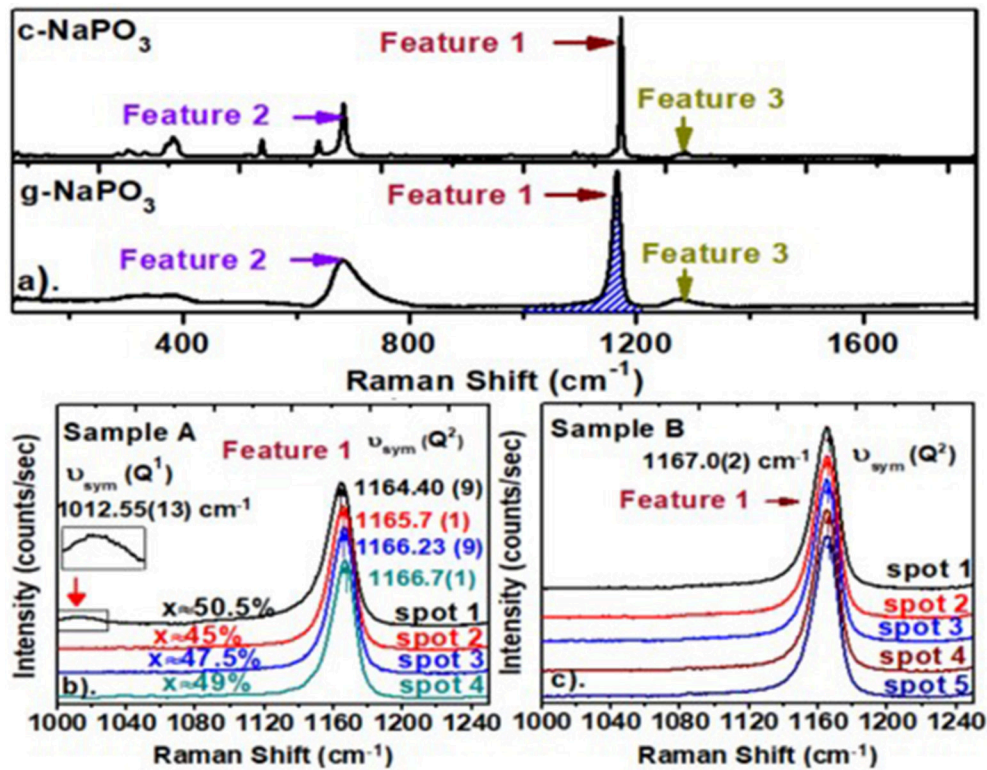 c-NaPO₃
Feature 1
Feature 2
Feature 3
g-NaPO₃
Feature 1
Feature 2
Feature 3
a).
400 800 1200 1600
Raman Shift (cm⁻¹)
Intensity (counts/sec)
Sample A
Feature 1
υsym (Q²)
υsym (Q¹)
1012.55(13) cm⁻¹
1164.40 (9)
1165.7 (1)
1166.23 (9)
1166.7(1)
x≈50.5% spot 1
x≈45% spot 2
x≈47.5% spot 3
x≈49% spot 4
b).
1000 1040 1080 1120 1160 1200 1240
Raman Shift (cm⁻¹)
Intensity (counts/sec)
Sample B
1167.0(2) cm⁻¹ υsym (Q²)
Feature 1
spot 1
spot 2
spot 3
spot 4
spot 5
c).
1000 1040 1080 1120 1160 1200 1240
Raman Shift (cm⁻¹)